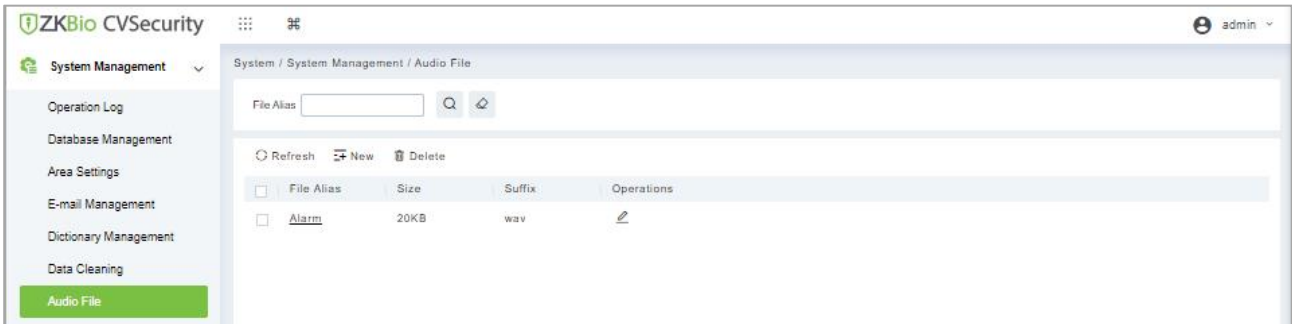 ZKBio CVSecurity
admin
System Management
System / System Management / Audio File
Operation Log
File Alias
Database Management
Refresh New Delete
Area Settings
File Alias Size Suffix Operations
E-mail Management
Alarm 20KB wav
Dictionary Management
Data Cleaning
Audio File